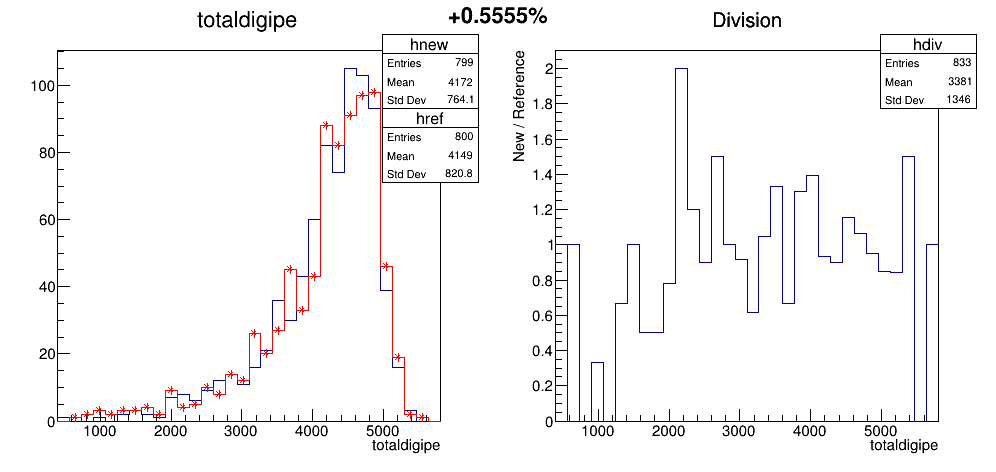 +0.5555%
totaldigipe
hnew
Entries 799
Mean 4172
Std Dev 764.1
href
Entries 800
Mean 4149
Std Dev 820.8
100
80
60
40
20
0
1000 2000 3000 4000 5000
totaldigipe
Division
hdiv
Entries 833
Mean 3381
Std Dev 1346
New / Reference
2
1.8
1.6
1.4
1.2
1
0.8
0.6
0.4
0.2
0
1000 2000 3000 4000 5000
totaldigipe